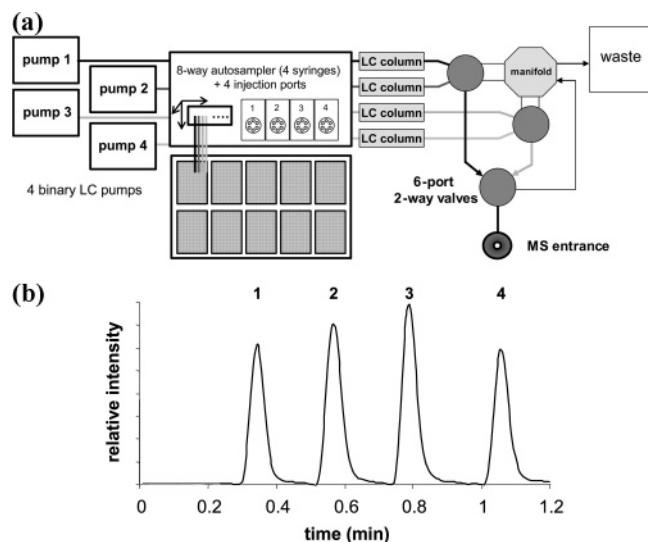 (a)
pump 1
pump 2
pump 3
pump 4
4 binary LC pumps
8-way autosampler (4 syringes)
+ 4 injection ports
1 2 3 4
LC column
LC column
LC column
LC column
manifold
waste
6-port
2-way valves
MS entrance
(b)
1 2 3 4
relative intensity
0 0.2 0.4 0.6 0.8 1 1.2
time (min)